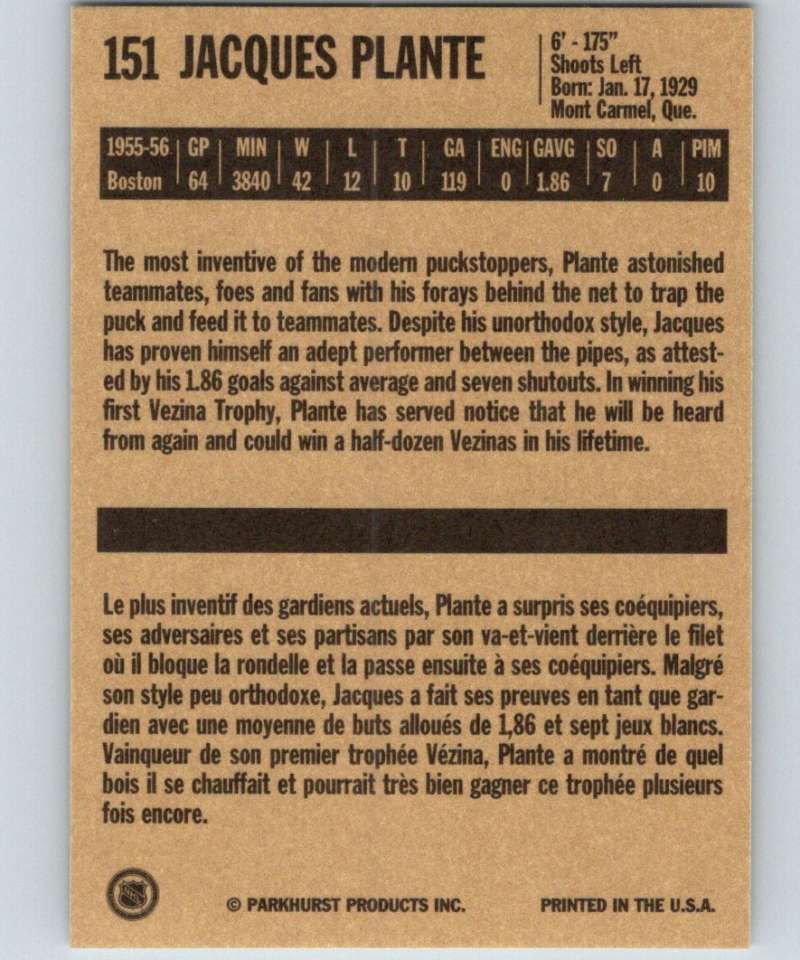 151 JACQUES PLANTE
6' - 175"
Shoots Left
Born: Jan. 17, 1929
Mont Carmel, Que.
1955-56 GP MIN W L T GA ENG GAVG SO A PIM
Boston 64 3840 42 12 10 119 0 1.86 7 0 10
The most inventive of the modern puckstoppers, Plante astonished
teammates, foes and fans with his forays behind the net to trap the
puck and feed it to teammates. Despite his unorthodox style, Jacques
has proven himself an adept performer between the pipes, as attest-
ed by his 1.86 goals against average and seven shutouts. In winning his
first Vezina Trophy, Plante has served notice that he will be heard
from again and could win a half-dozen Vezinas in his lifetime.
Le plus inventif des gardiens actuels, Plante a surpris ses coéquipiers,
ses adversaires et ses partisans par son va-et-vient derrière le filet
où il bloque la rondelle et la passe ensuite à ses coéquipiers. Malgré
son style peu orthodoxe, Jacques a fait ses preuves en tant que gar-
dien avec une moyenne de buts alloués de 1,86 et sept jeux blancs.
Vainqueur de son premier trophée Vézina, Plante a montré de quel
bois il se chauffait et pourrait très bien gagner ce trophée plusieurs
fois encore.
NHL
© PARKHURST PRODUCTS INC.
PRINTED IN THE U.S.A.